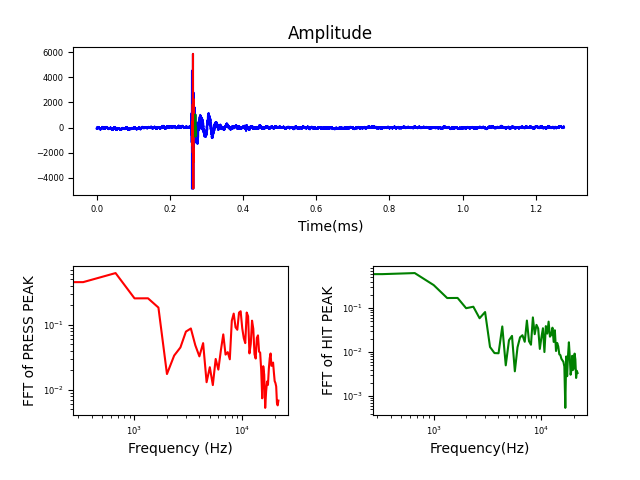 Amplitude
6000
4000
2000
0
−2000
−4000
0.0 0.2 0.4 0.6 0.8 1.0 1.2
Time(ms)
FFT of PRESS PEAK
10⁻¹
10⁻²
10³ 10⁴
Frequency (Hz)
FFT of HIT PEAK
10⁻¹
10⁻²
10⁻³
10³ 10⁴
Frequency(Hz)